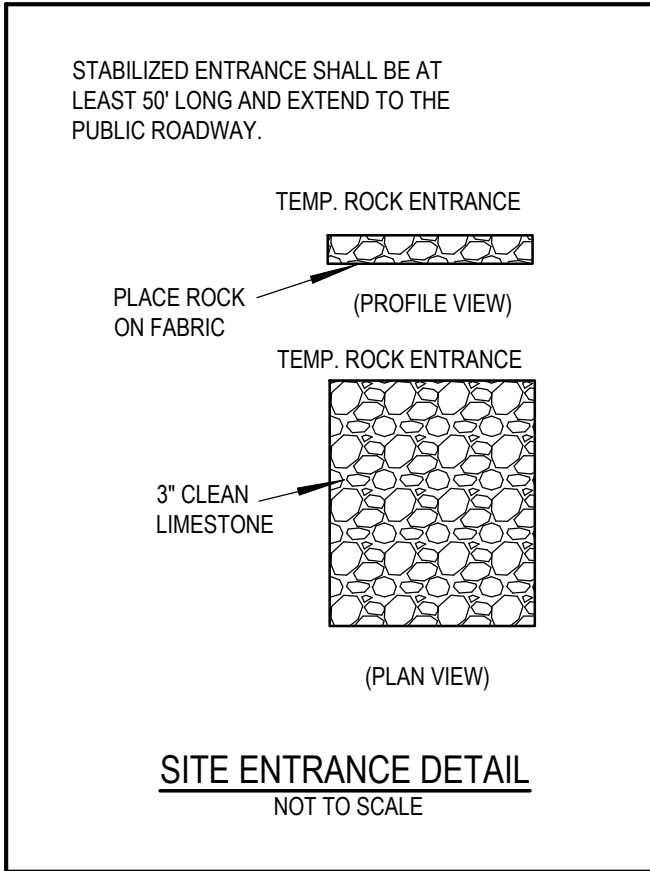 STABILIZED ENTRANCE SHALL BE AT
LEAST 50' LONG AND EXTEND TO THE
PUBLIC ROADWAY.
TEMP. ROCK ENTRANCE
PLACE ROCK
ON FABRIC
(PROFILE VIEW)
TEMP. ROCK ENTRANCE
3" CLEAN
LIMESTONE
(PLAN VIEW)
SITE ENTRANCE DETAIL
NOT TO SCALE